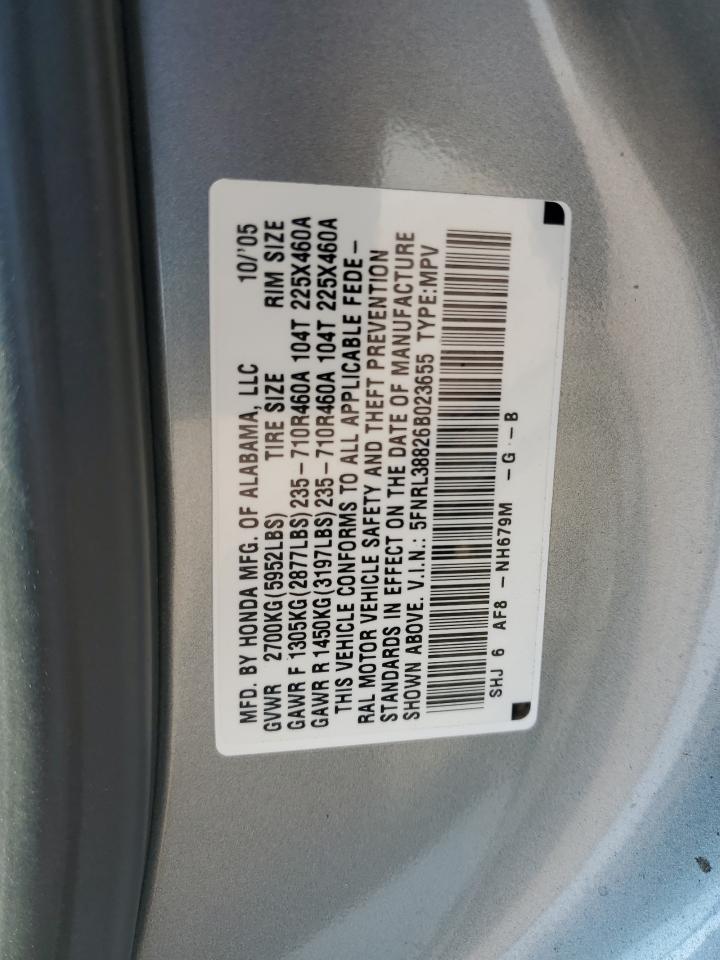 MFD. BY HONDA MFG. OF ALABAMA, LLC 10/'05
GVWR 2700KG(5952LBS) TIRE SIZE RIM SIZE
GAWR F 1305KG(2877LBS) 235-710R460A 104T 225X460A
GAWR R 1450KG(3197LBS) 235-710R460A 104T 225X460A
THIS VEHICLE CONFORMS TO ALL APPLICABLE FEDE-
RAL MOTOR VEHICLE SAFETY AND THEFT PREVENTION
STANDARDS IN EFFECT ON THE DATE OF MANUFACTURE
SHOWN ABOVE. V.I.N.: 5FNRL38826B023655 TYPE:MPV
SHJ 6 AF8 -NH679M -G -B